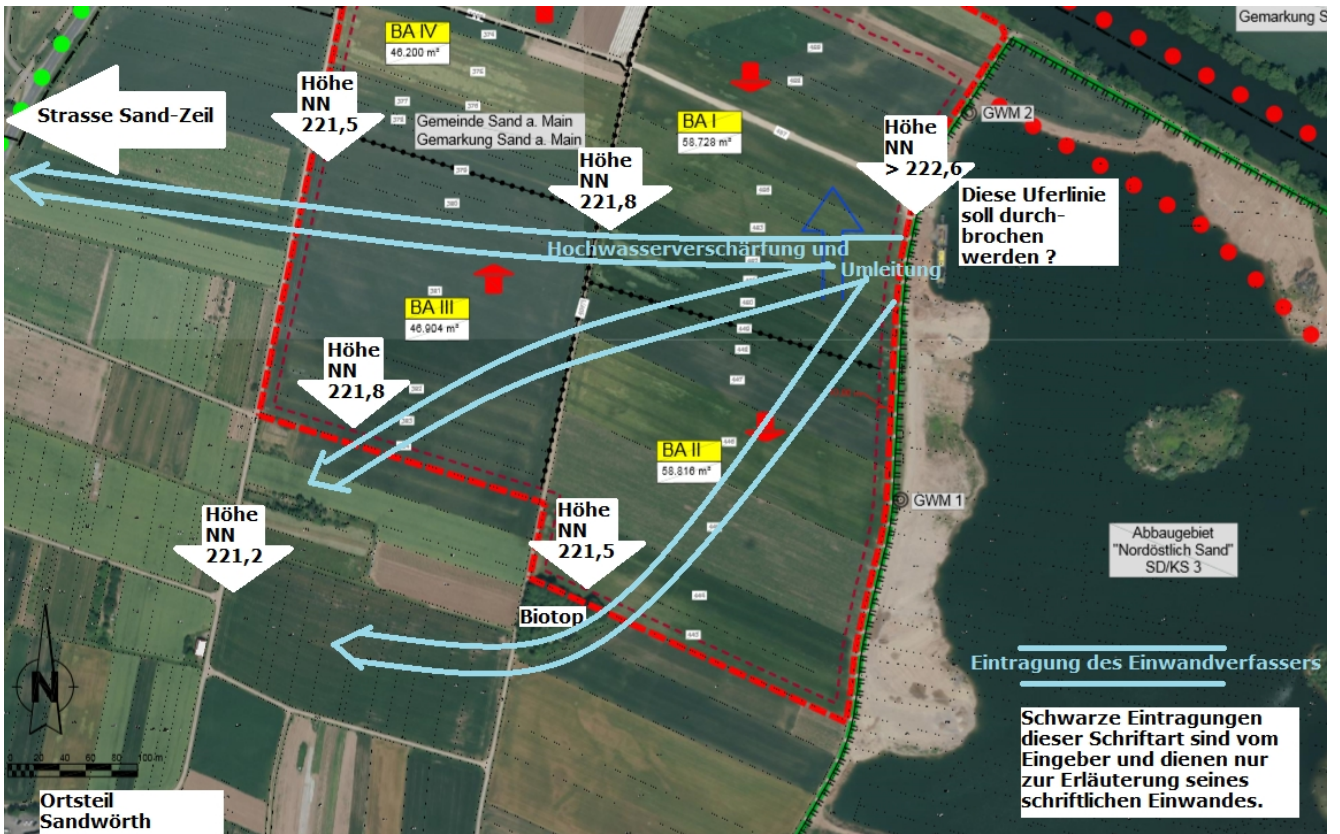 Gemarkung S
BA IV
46.200 m²
Strasse Sand-Zeil
Höhe
NN
221,5
Gemeinde Sand a. Main
Gemarkung Sand a. Main
BA I
58.728 m²
Höhe
NN
221,8
Höhe
NN
> 222,6
GWM 2
Diese Uferlinie
soll durch-
brochen
werden ?
Hochwasserverschärfung und
Umleitung
BA III
46.904 m²
Höhe
NN
221,8
BA II
58.816 m²
GWM 1
Höhe
NN
221,2
Höhe
NN
221,5
Abbaugebiet
"Nordöstlich Sand"
SD/KS 3
Biotop
Eintragung des Einwandverfassers
N
Schwarze Eintragungen
dieser Schriftart sind vom
Eingeber und dienen nur
zur Erläuterung seines
schriftlichen Einwandes.
0 20 40 60 80 100 m
Ortsteil
Sandwörth